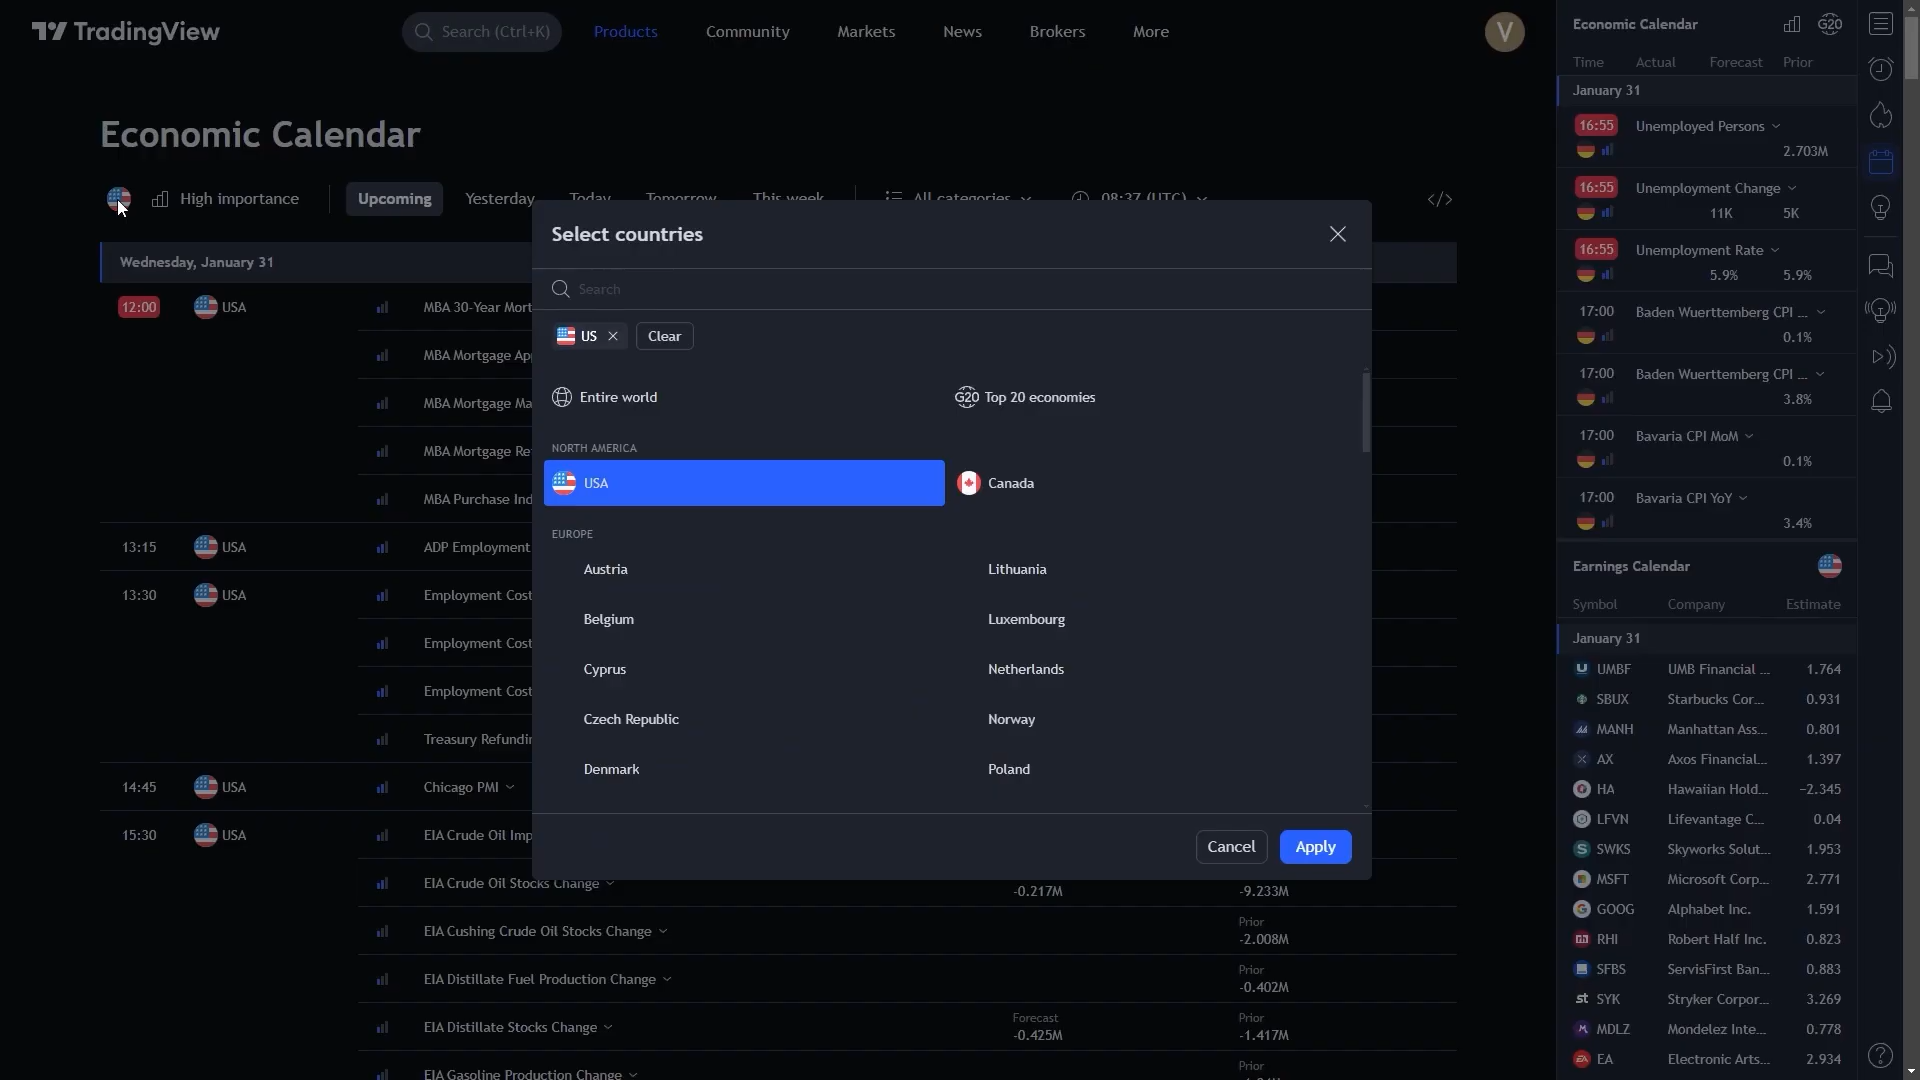 TradingView
Search (Ctrl+K)
Products
Community
Markets
News
Brokers
More
V
Economic Calendar
High importance
Upcoming
Yesterday
Today
Tomorrow
This week
All categories
08:37 (UTC)
</>
Wednesday, January 31
12:00 USA MBA 30-Year Mort
MBA Mortgage Ap
MBA Mortgage Ma
MBA Mortgage Re
MBA Purchase Ind
13:15 USA ADP Employment
13:30 USA Employment Cost
Employment Cost
Employment Cost
Treasury Refundin
14:45 USA Chicago PMI
15:30 USA EIA Crude Oil Imp
EIA Crude Oil Stocks Change -0.217M -9.233M
Prior
EIA Cushing Crude Oil Stocks Change -2.008M
Prior
EIA Distillate Fuel Production Change -0.402M
Forecast Prior
EIA Distillate Stocks Change -0.425M -1.417M
Prior
EIA Gasoline Production Change
Select countries
Search
US
Clear
Entire world
G20 Top 20 economies
NORTH AMERICA
USA Canada
EUROPE
Austria Lithuania
Belgium Luxembourg
Cyprus Netherlands
Czech Republic Norway
Denmark Poland
Cancel
Apply
Economic Calendar G20
Time Actual Forecast Prior
January 31
16:55 Unemployed Persons
2.703M
16:55 Unemployment Change
11K 5K
16:55 Unemployment Rate
5.9% 5.9%
17:00 Baden Wuerttemberg CPI ...
0.1%
17:00 Baden Wuerttemberg CPI ...
3.8%
17:00 Bavaria CPI MoM
0.1%
17:00 Bavaria CPI YoY
3.4%
Earnings Calendar
Symbol Company Estimate
January 31
UMBF UMB Financial ... 1.764
SBUX Starbucks Cor... 0.931
MANH Manhattan Ass... 0.801
AX Axos Financial... 1.397
HA Hawaiian Hold... −2.345
LFVN Lifevantage C... 0.04
SWKS Skyworks Solut... 1.953
MSFT Microsoft Corp... 2.771
GOOG Alphabet Inc. 1.591
RHI Robert Half Inc. 0.823
SFBS ServisFirst Ban... 0.883
SYK Stryker Corpor... 3.269
MDLZ Mondelez Inte... 0.778
EA Electronic Arts... 2.934